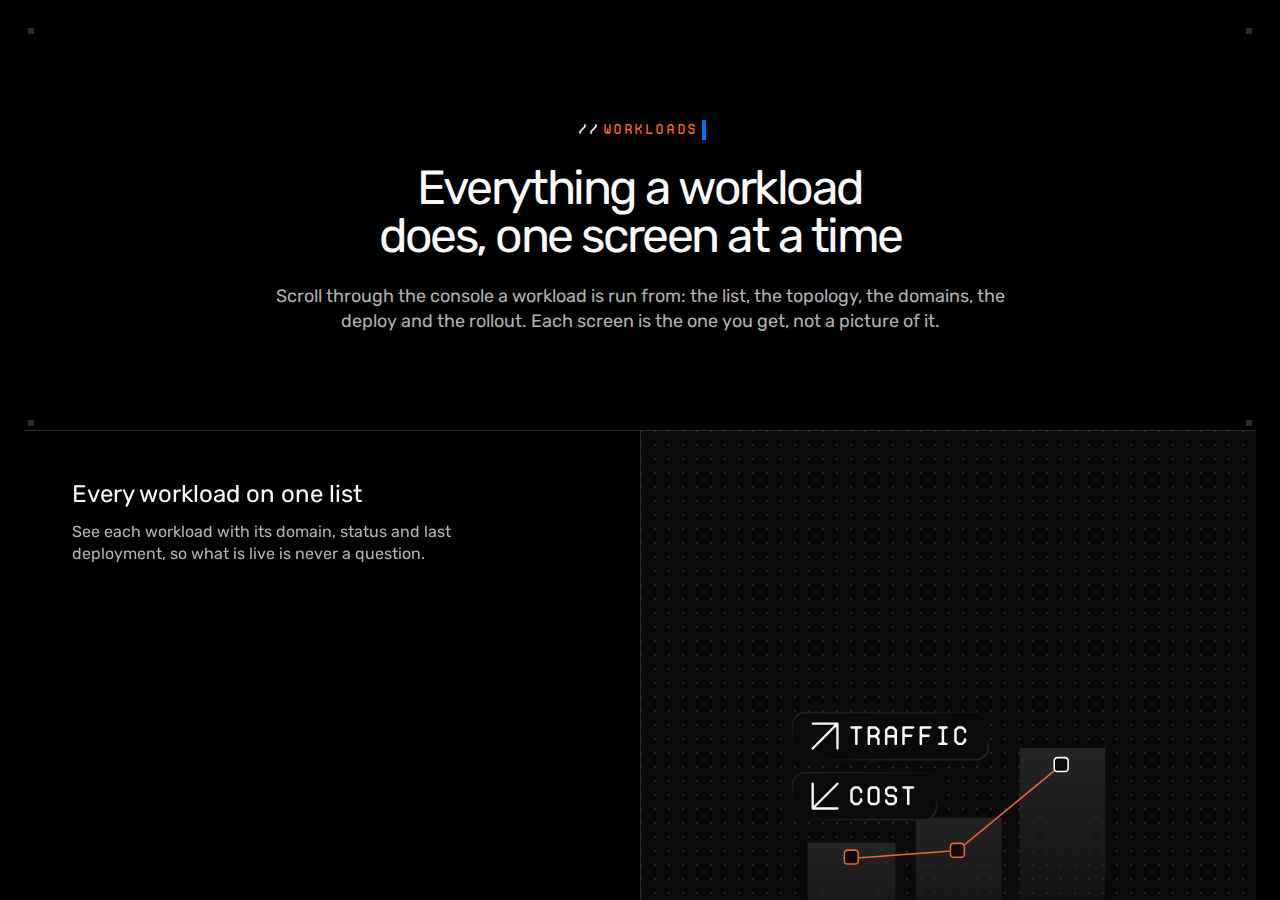 // WORKLOADS
Everything a workload
does, one screen at a time
Scroll through the console a workload is run from: the list, the topology, the domains, the
deploy and the rollout. Each screen is the one you get, not a picture of it.
Every workload on one list
See each workload with its domain, status and last
deployment, so what is live is never a question.
TRAFFIC
COST